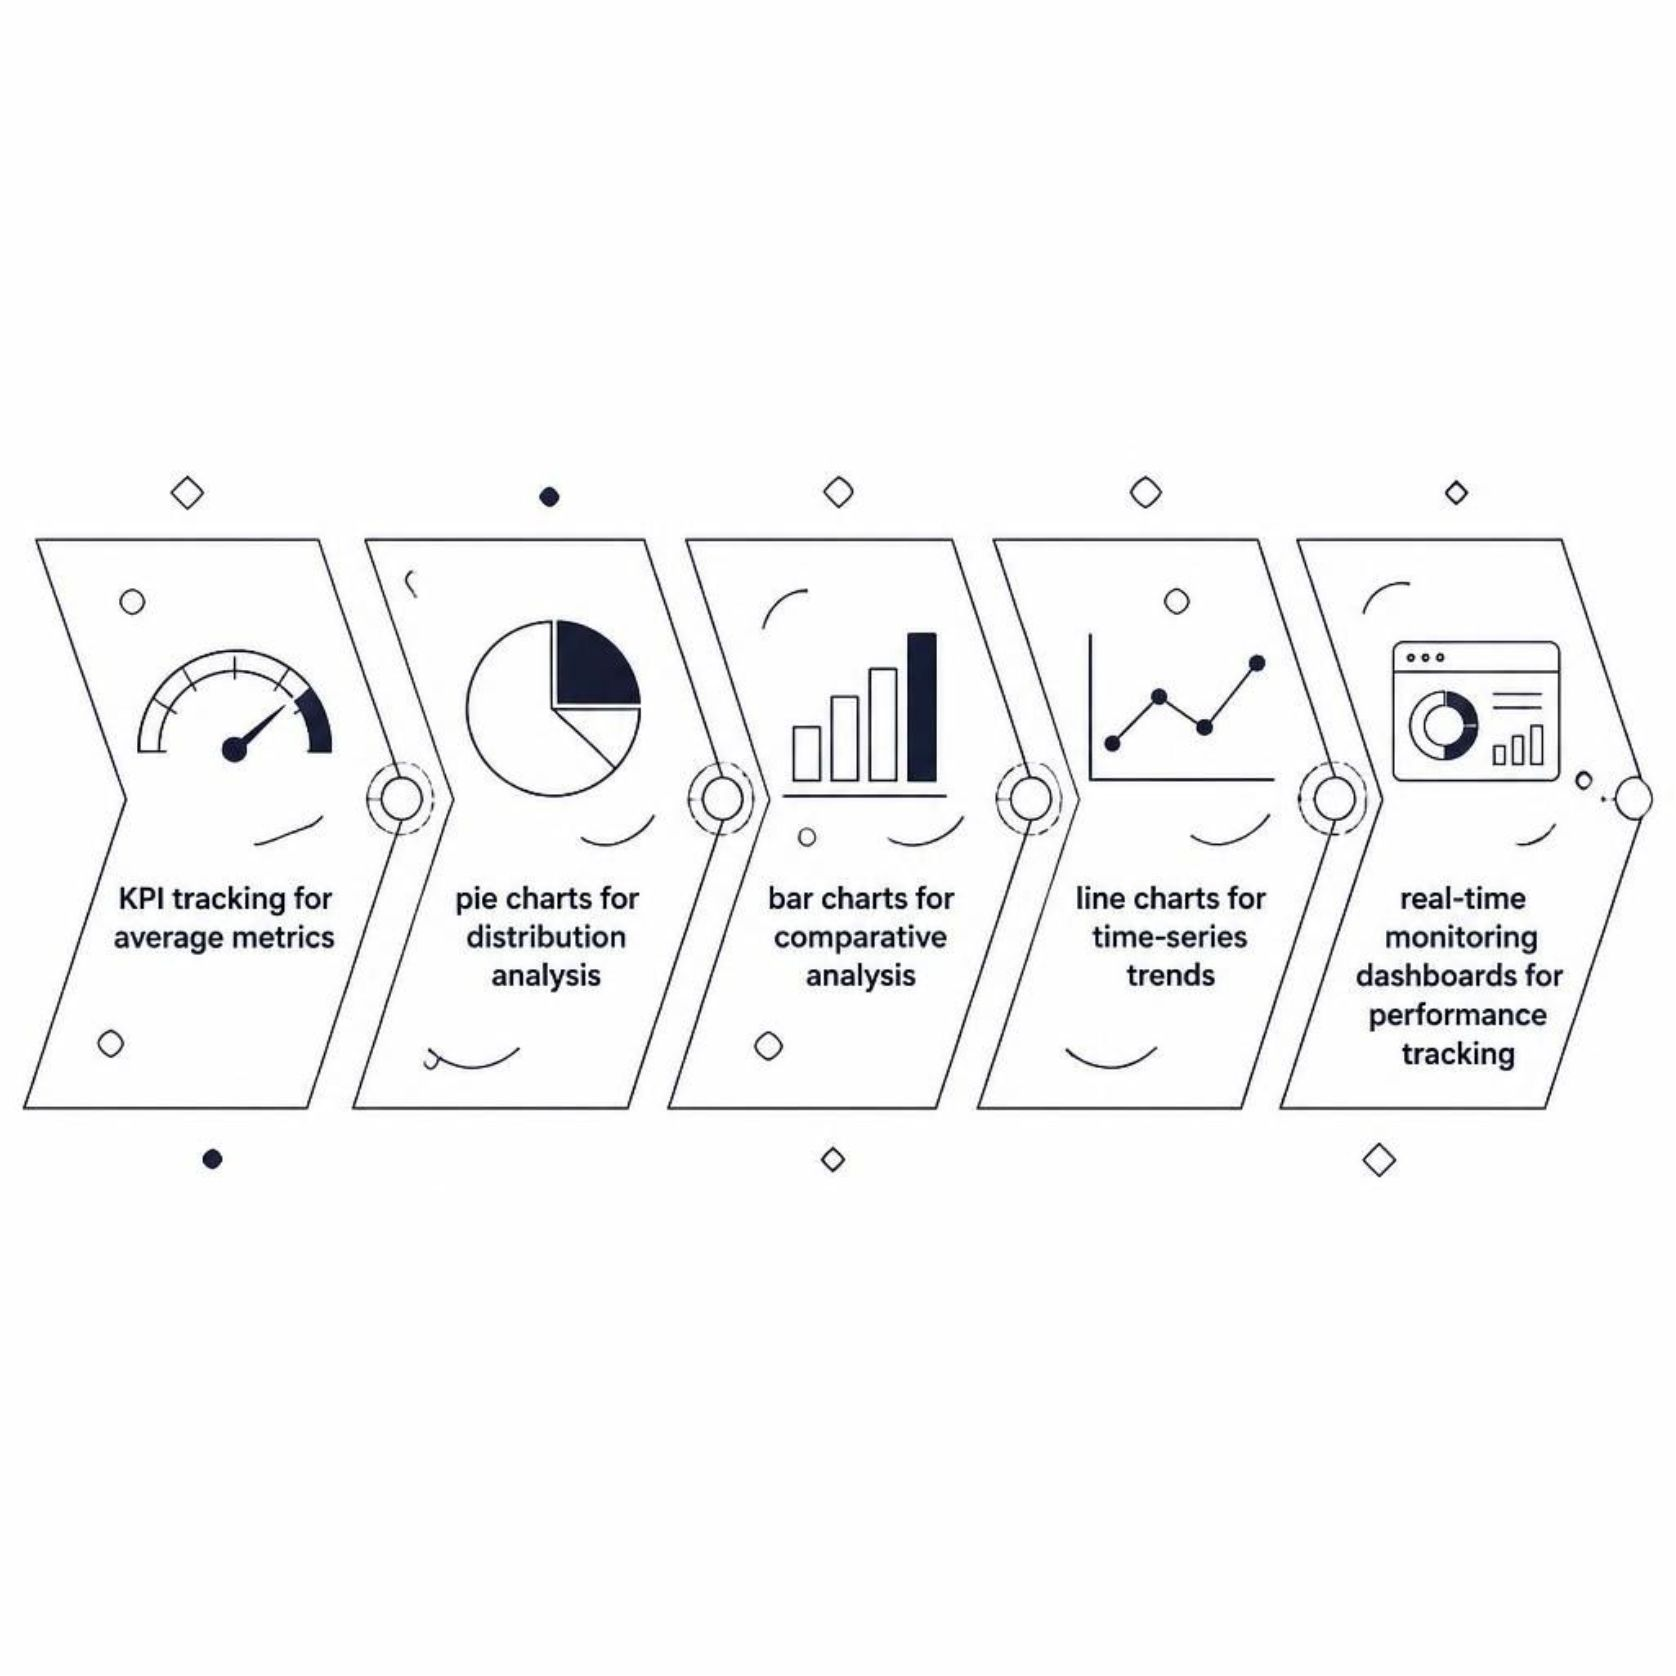 KPI tracking for
average metrics
pie charts for
distribution
analysis
bar charts for
comparative
analysis
line charts for
time-series
trends
real-time
monitoring
dashboards for
performance
tracking